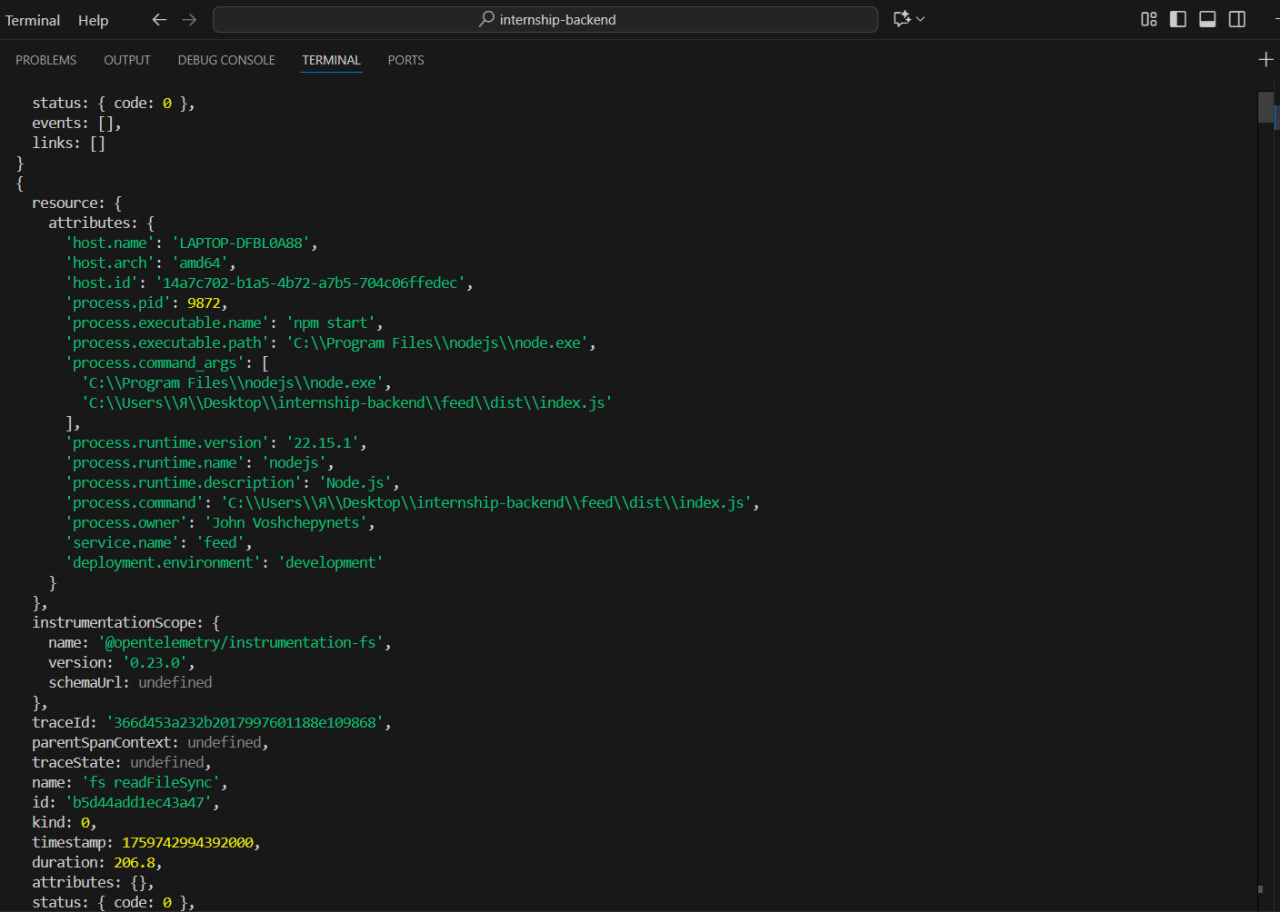 Terminal Help internship-backend
PROBLEMS OUTPUT DEBUG CONSOLE TERMINAL PORTS
status: { code: 0 },
events: [],
links: []
}
{
resource: {
attributes: {
'host.name': 'LAPTOP-DFBL0A88',
'host.arch': 'amd64',
'host.id': '14a7c702-b1a5-4b72-a7b5-704c06ffedec',
'process.pid': 9872,
'process.executable.name': 'npm start',
'process.executable.path': 'C:\\Program Files\\nodejs\\node.exe',
'process.command_args': [
'C:\\Program Files\\nodejs\\node.exe',
'C:\\Users\\Я\\Desktop\\internship-backend\\feed\\dist\\index.js'
],
'process.runtime.version': '22.15.1',
'process.runtime.name': 'nodejs',
'process.runtime.description': 'Node.js',
'process.command': 'C:\\Users\\Я\\Desktop\\internship-backend\\feed\\dist\\index.js',
'process.owner': 'John Voshchepynets',
'service.name': 'feed',
'deployment.environment': 'development'
}
},
instrumentationScope: {
name: '@opentelemetry/instrumentation-fs',
version: '0.23.0',
schemaUrl: undefined
},
traceId: '366d453a232b2017997601188e109868',
parentSpanContext: undefined,
traceState: undefined,
name: 'fs readFileSync',
id: 'b5d44add1ec43a47',
kind: 0,
timestamp: 1759742994392000,
duration: 206.8,
attributes: {},
status: { code: 0 },